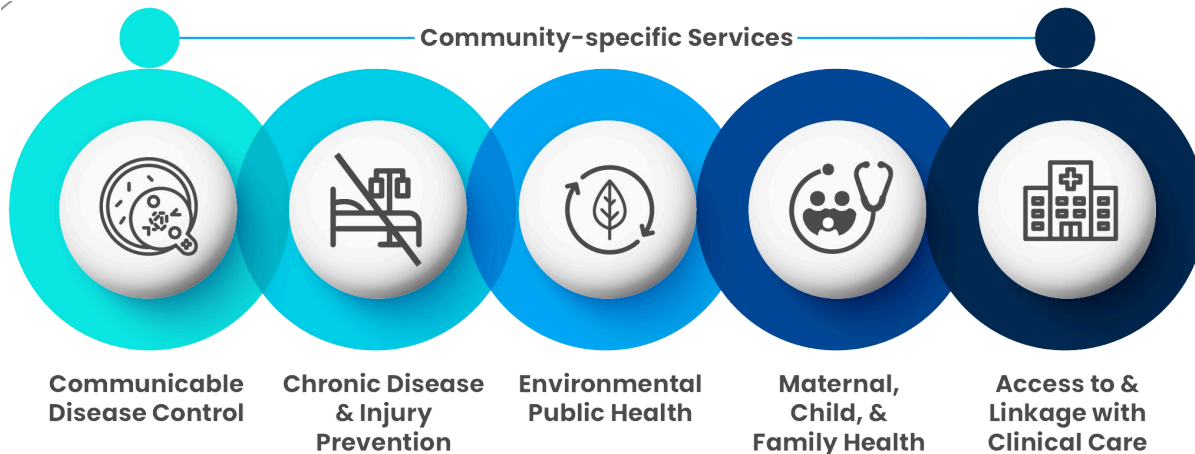 Community-specific Services
Communicable
Disease Control
Chronic Disease
& Injury
Prevention
Environmental
Public Health
Maternal,
Child, &
Family Health
Access to &
Linkage with
Clinical Care